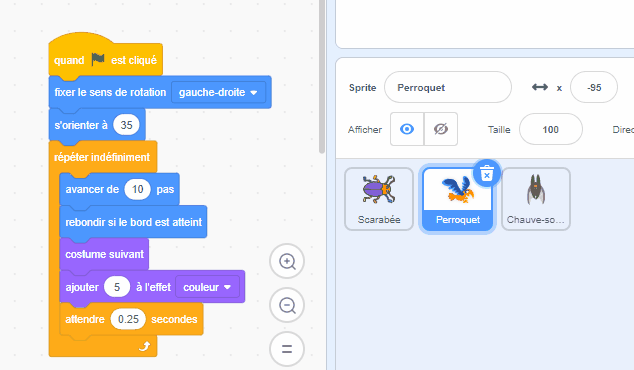 quand est cliqué
fixer le sens de rotation gauche-droite
s'orienter à 35
répéter indéfiniment
avancer de 10 pas
rebondir si le bord est atteint
costume suivant
ajouter 5 à l'effet couleur
attendre 0.25 secondes
Sprite Perroquet x -95
Afficher Taille 100 Direc
Scarabée Perroquet Chauve-so...